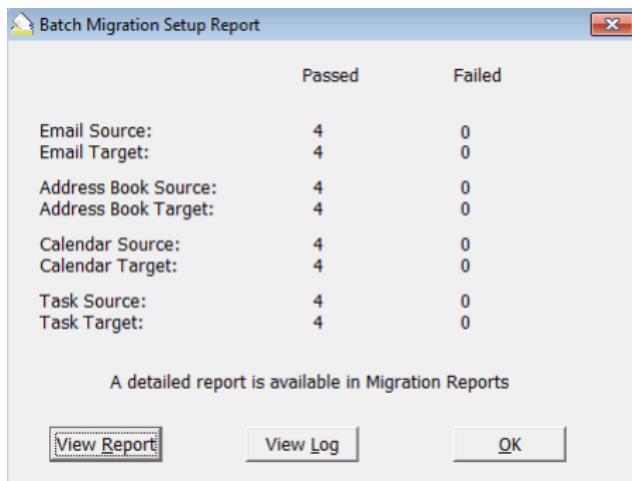 Batch Migration Setup Report
Passed Failed
Email Source: 4 0
Email Target: 4 0
Address Book Source: 4 0
Address Book Target: 4 0
Calendar Source: 4 0
Calendar Target: 4 0
Task Source: 4 0
Task Target: 4 0
A detailed report is available in Migration Reports
View Report View Log OK